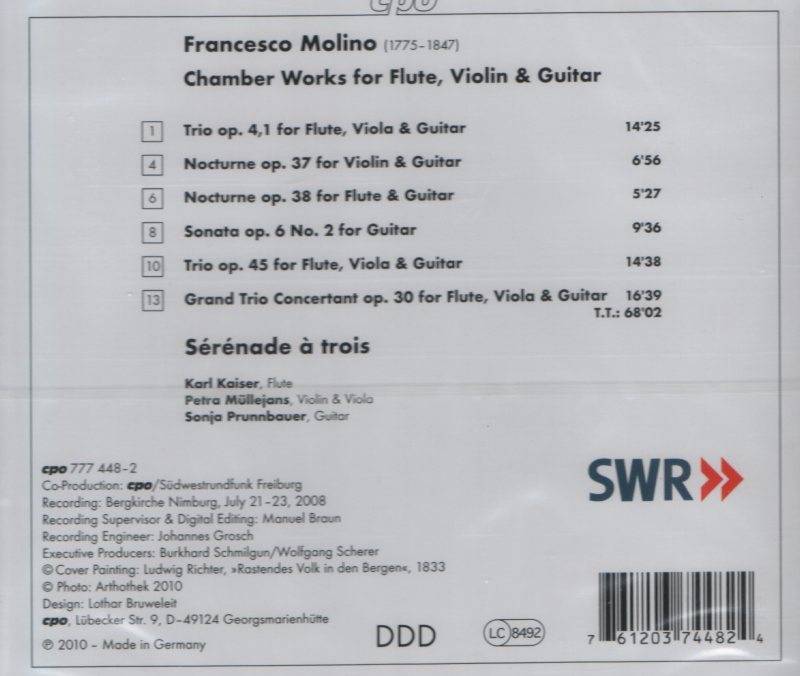 cpo
Francesco Molino (1775-1847)
Chamber Works for Flute, Violin & Guitar
1 Trio op. 4,1 for Flute, Viola & Guitar 14'25
4 Nocturne op. 37 for Violin & Guitar 6'56
6 Nocturne op. 38 for Flute & Guitar 5'27
8 Sonata op. 6 No. 2 for Guitar 9'36
10 Trio op. 45 for Flute, Viola & Guitar 14'38
13 Grand Trio Concertant op. 30 for Flute, Viola & Guitar 16'39
T.T.: 68'02
Sérénade à trois
Karl Kaiser, Flute
Petra Müllejans, Violin & Viola
Sonja Prunnbauer, Guitar
cpo 777 448-2
Co-Production: cpo/Südwestrundfunk Freiburg
Recording: Bergkirche Nimburg, July 21-23, 2008
Recording Supervisor & Digital Editing: Manuel Braun
Recording Engineer: Johannes Grosch
Executive Producers: Burkhard Schmilgun/Wolfgang Scherer
© Cover Painting: Ludwig Richter, »Rastendes Volk in den Bergen«, 1833
© Photo: Arthothek 2010
Design: Lothar Bruweleit
cpo, Lübecker Str. 9, D-49124 Georgsmarienhütte
℗ 2010 - Made in Germany
DDD
LC 8492
SWR
7 61203 74482 4